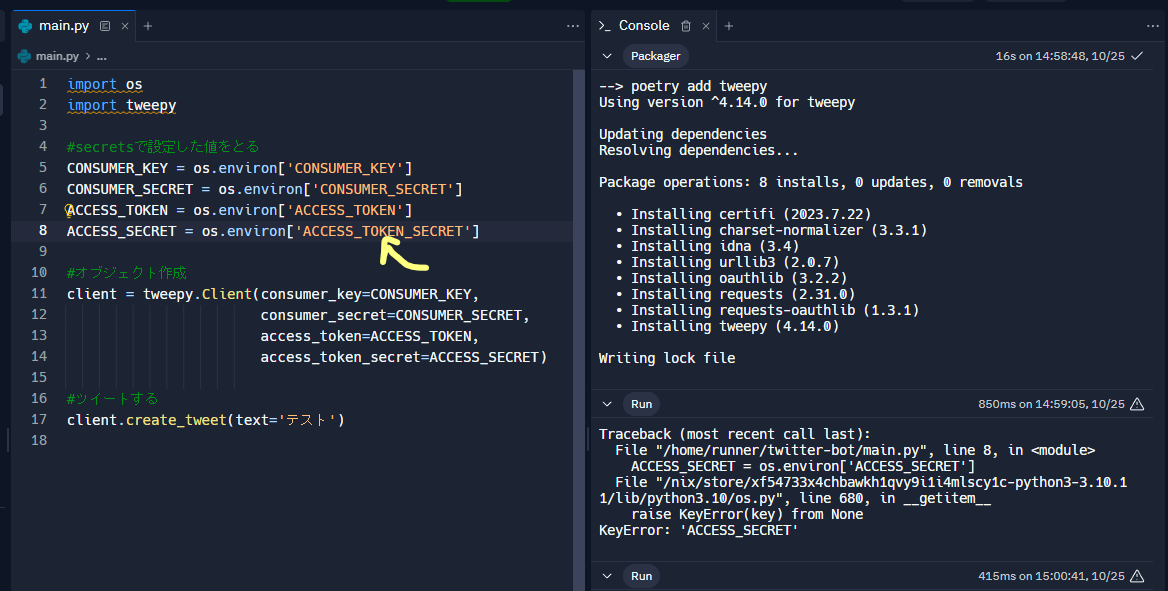 main.py
main.py > ...
1 import os
2 import tweepy
3
4 #secretsで設定した値をとる
5 CONSUMER_KEY = os.environ['CONSUMER_KEY']
6 CONSUMER_SECRET = os.environ['CONSUMER_SECRET']
7 ACCESS_TOKEN = os.environ['ACCESS_TOKEN']
8 ACCESS_SECRET = os.environ['ACCESS_TOKEN_SECRET']
9
10 #オブジェクト作成
11 client = tweepy.Client(consumer_key=CONSUMER_KEY,
12 consumer_secret=CONSUMER_SECRET,
13 access_token=ACCESS_TOKEN,
14 access_token_secret=ACCESS_SECRET)
15
16 #ツイートする
17 client.create_tweet(text='テスト')
18
>_ Console
Packager 16s on 14:58:48, 10/25
--> poetry add tweepy
Using version ^4.14.0 for tweepy
Updating dependencies
Resolving dependencies...
Package operations: 8 installs, 0 updates, 0 removals
• Installing certifi (2023.7.22)
• Installing charset-normalizer (3.3.1)
• Installing idna (3.4)
• Installing urllib3 (2.0.7)
• Installing oauthlib (3.2.2)
• Installing requests (2.31.0)
• Installing requests-oauthlib (1.3.1)
• Installing tweepy (4.14.0)
Writing lock file
Run 850ms on 14:59:05, 10/25
Traceback (most recent call last):
File "/home/runner/twitter-bot/main.py", line 8, in <module>
ACCESS_SECRET = os.environ['ACCESS_SECRET']
File "/nix/store/xf54733x4chbawkh1qvy9i1i4mlscy1c-python3-3.10.1
1/lib/python3.10/os.py", line 680, in __getitem__
raise KeyError(key) from None
KeyError: 'ACCESS_SECRET'
Run 415ms on 15:00:41, 10/25